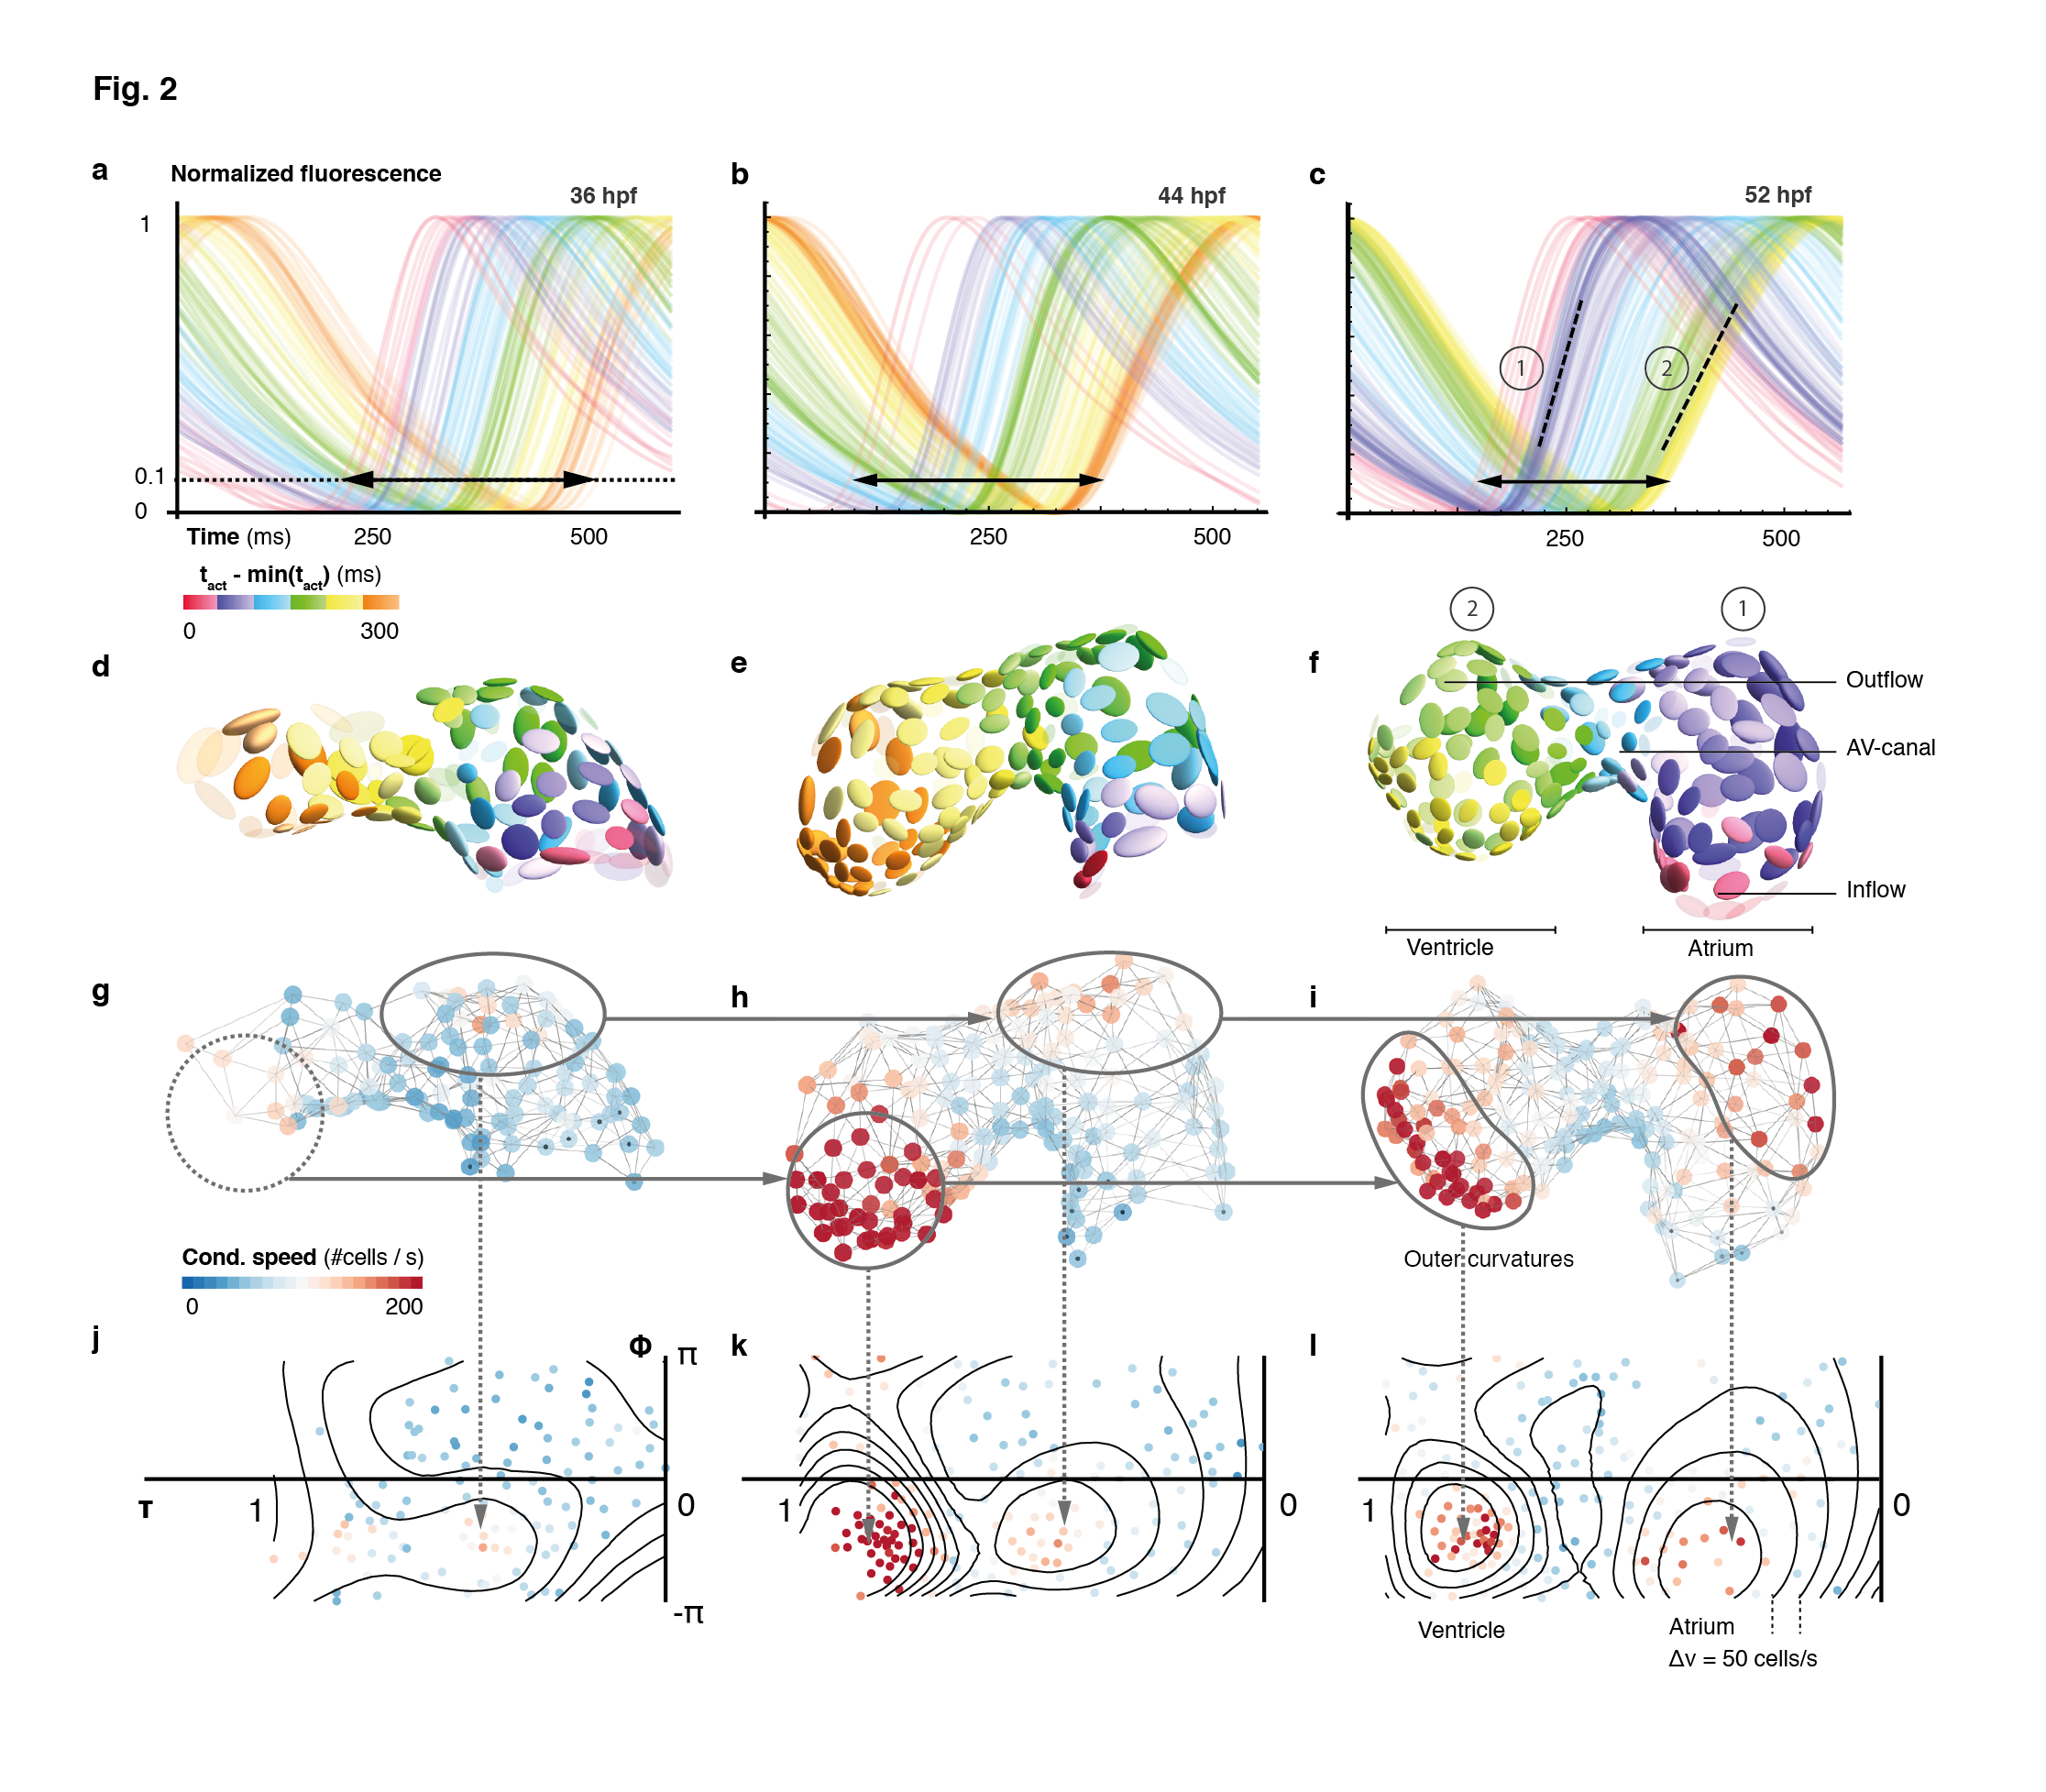 Fig. 2
a
Normalized fluorescence
36 hpf
b
44 hpf
c
52 hpf
1
0.1
0
1
2
Time (ms)
250
500
250
500
250
500
tact - min(tact) (ms)
0
300
2
1
d
e
f
Outflow
AV-canal
Inflow
Ventricle
Atrium
g
h
i
Cond. speed (#cells / s)
0
200
Outer curvatures
j
Φ
π
k
l
τ
1
0
1
0
1
0
-π
Ventricle
Atrium
Δv = 50 cells/s